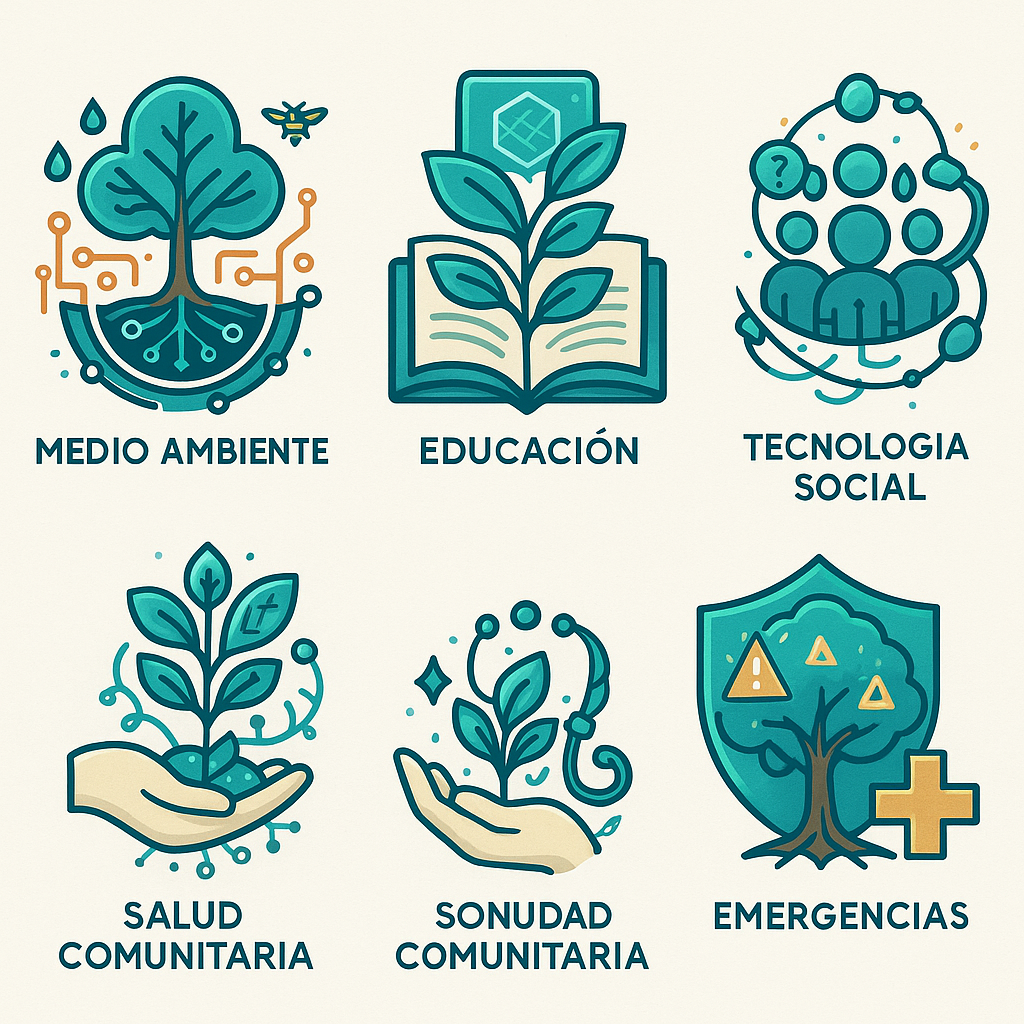 MEDIO AMBIENTE
EDUCACIÓN
?
TECNOLOGIA
SOCIAL
SALUD
COMUNITARIA
SONUDAD
COMUNITARIA
!
EMERGENCIAS